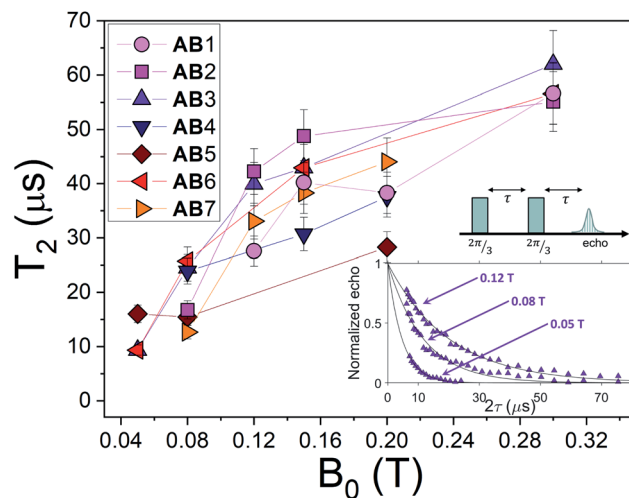 70
60
50
40
30
20
10
0
T₂ (μs)
AB1
AB2
AB3
AB4
AB5
AB6
AB7
τ
τ
2π/3
2π/3
echo
1
0.5
0
Normalized echo
0.12 T
0.08 T
0.05 T
0
10
30
50
70
2τ (μs)
0.04
0.08
0.12
0.16
0.20
0.24
0.28
0.32
B₀ (T)